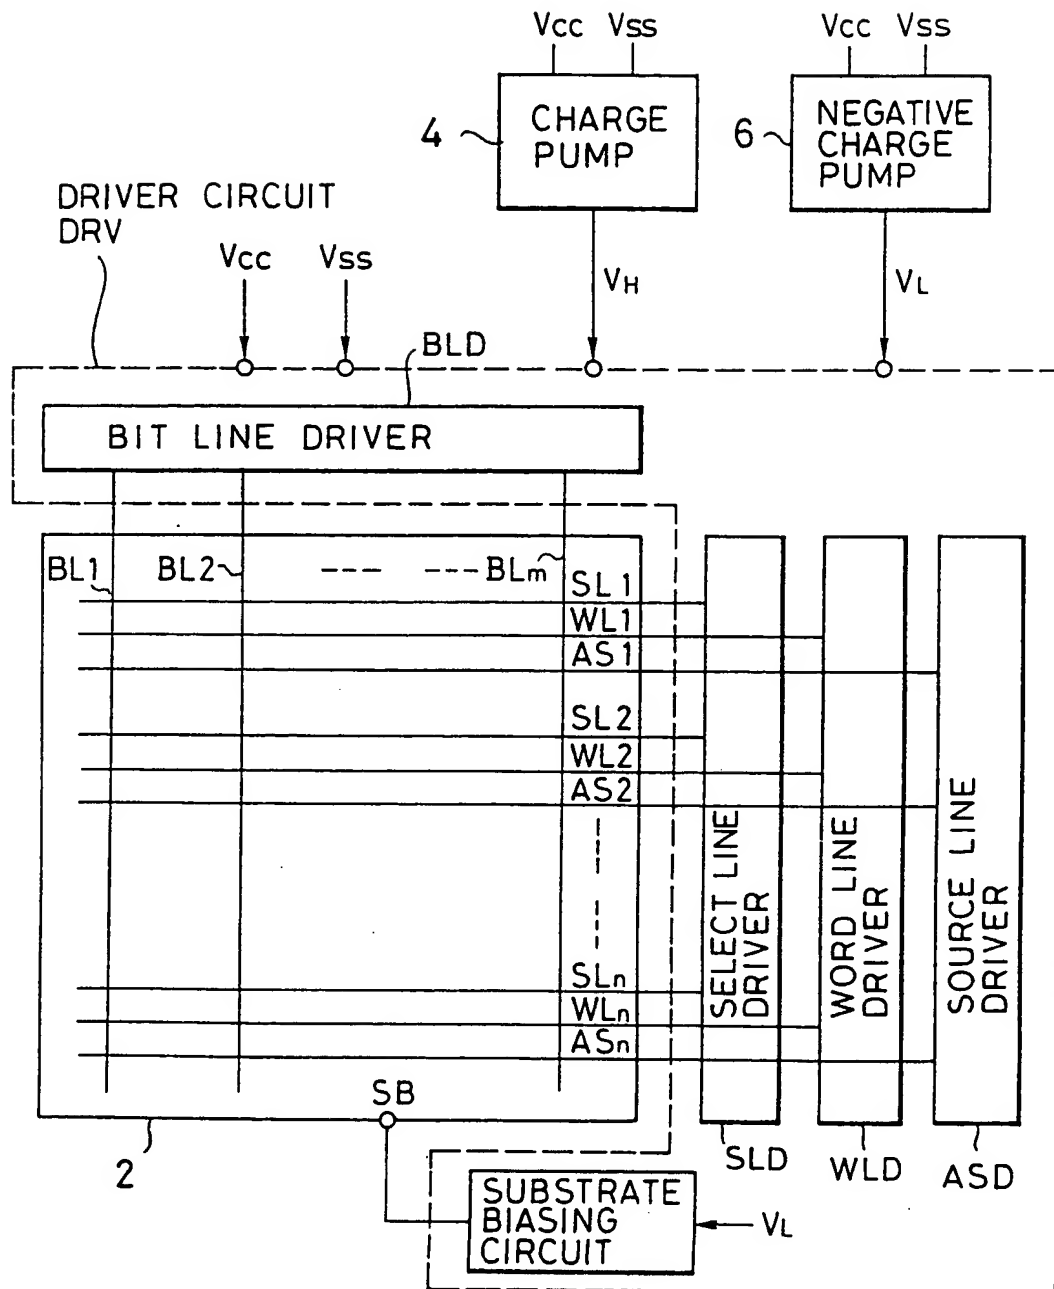 Vcc Vss
Vcc Vss
4
CHARGE
PUMP
6
NEGATIVE
CHARGE
PUMP
DRIVER CIRCUIT
DRV
Vcc Vss
VH
VL
BLD
BIT LINE DRIVER
BL1 BL2 BLm
SL1
WL1
AS1
SL2
WL2
AS2
SLn
WLn
ASn
SELECT LINE
DRIVER
WORD LINE
DRIVER
SOURCE LINE
DRIVER
SB
2
SLD
WLD
ASD
SUBSTRATE
BIASING
CIRCUIT
VL